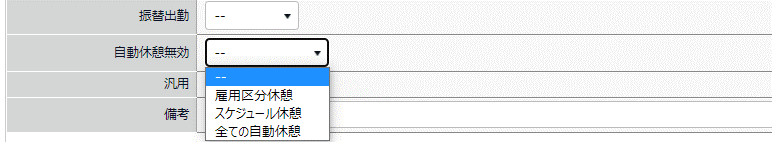 振替出勤 --
自動休憩無効 --
--
汎用
雇用区分休憩
スケジュール休憩
備考
全ての自動休憩